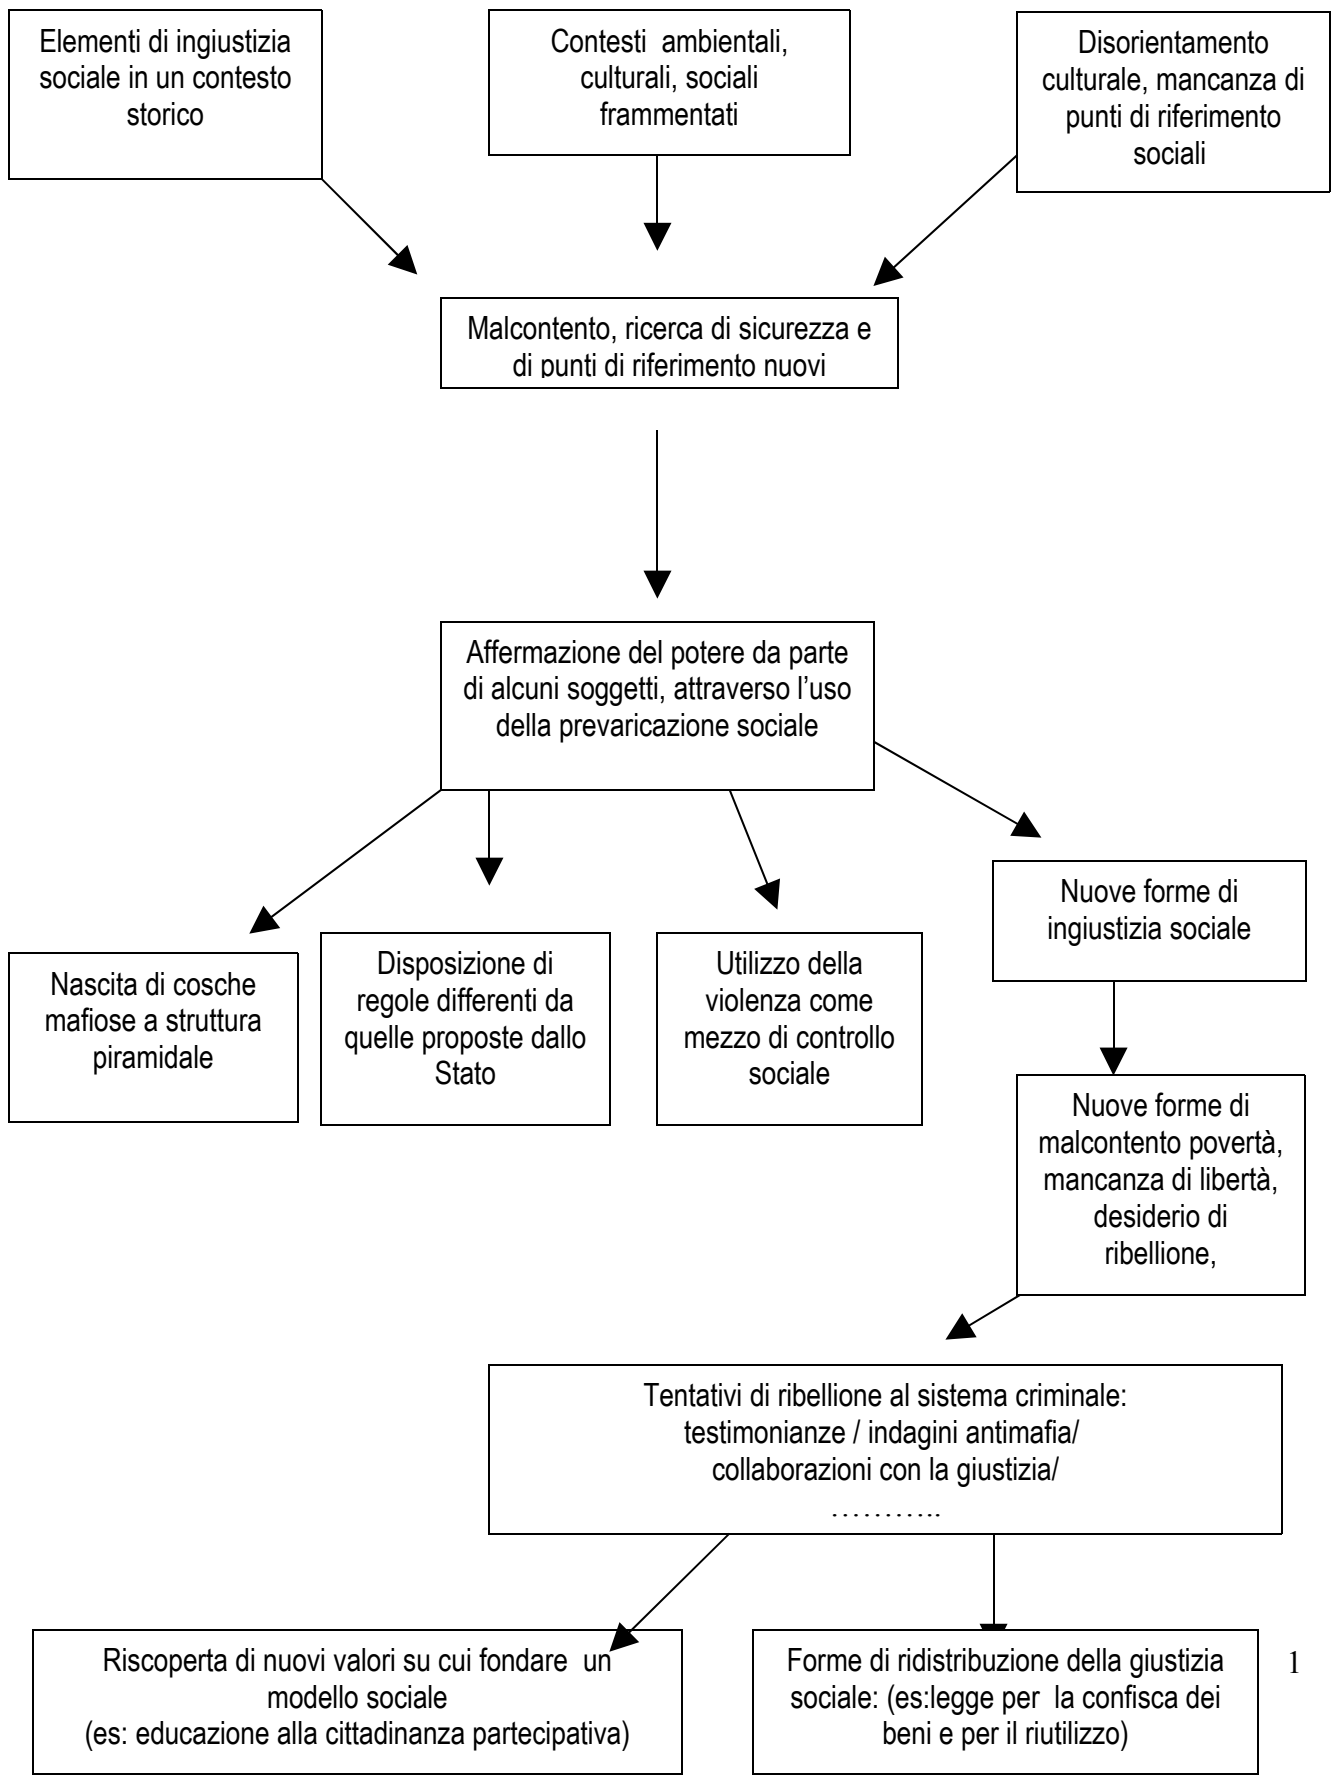 Elementi di ingiustizia
sociale in un contesto
storico
Contesti  ambientali,
culturali, sociali
frammentati
Disorientamento
culturale, mancanza di
punti di riferimento
sociali
Malcontento, ricerca di sicurezza e
di punti di riferimento nuovi
Affermazione del potere da parte
di alcuni soggetti, attraverso l’uso
della prevaricazione sociale
Nascita di cosche
mafiose a struttura
piramidale
Disposizione di
regole differenti da
quelle proposte dallo
Stato
Utilizzo della
violenza come
mezzo di controllo
sociale
Nuove forme di
ingiustizia sociale
Nuove forme di
malcontento povertà,
mancanza di libertà,
desiderio di
ribellione,
Tentativi di ribellione al sistema criminale:
testimonianze / indagini antimafia/
collaborazioni con la giustizia/
………..
Riscoperta di nuovi valori su cui fondare  un
modello sociale
(es: educazione alla cittadinanza partecipativa)
Forme di ridistribuzione della giustizia
sociale: (es:legge per  la confisca dei
beni e per il riutilizzo)
1